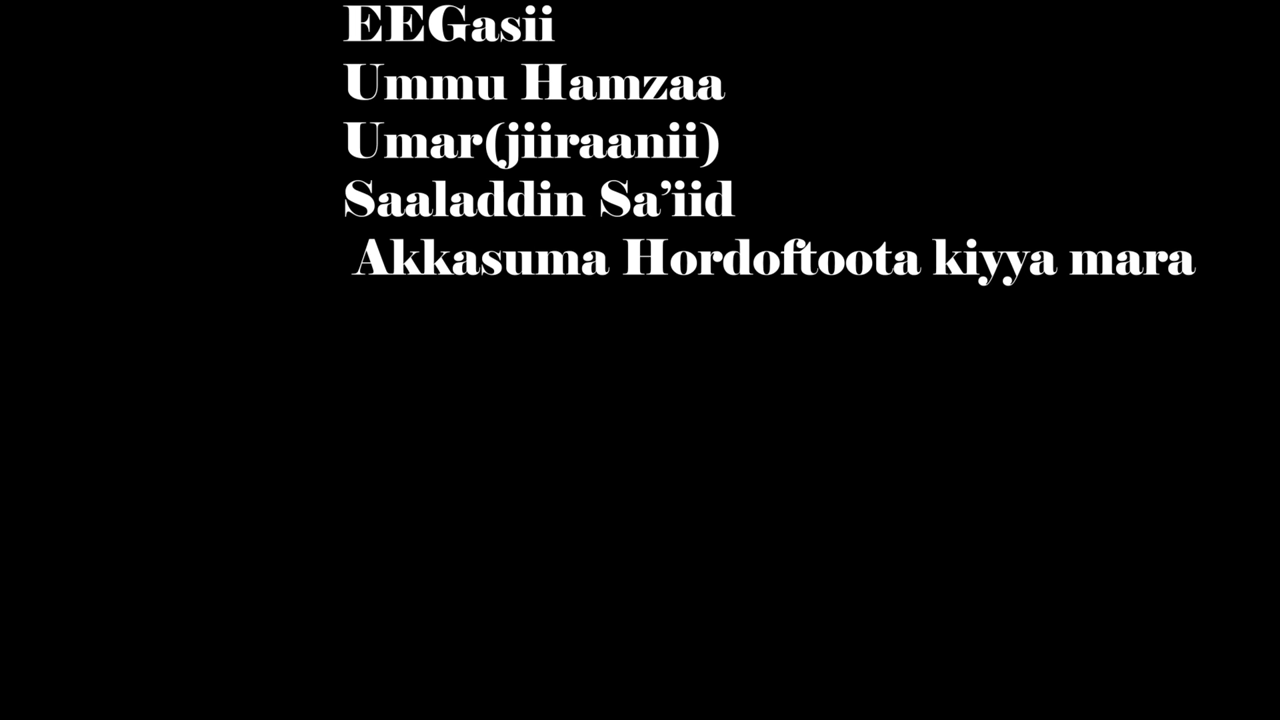 EEGasii
Ummu Hamzaa
Umar(jiiraanii)
Saaladdin Sa’iid
Akkasuma Hordoftoota kiyya mara